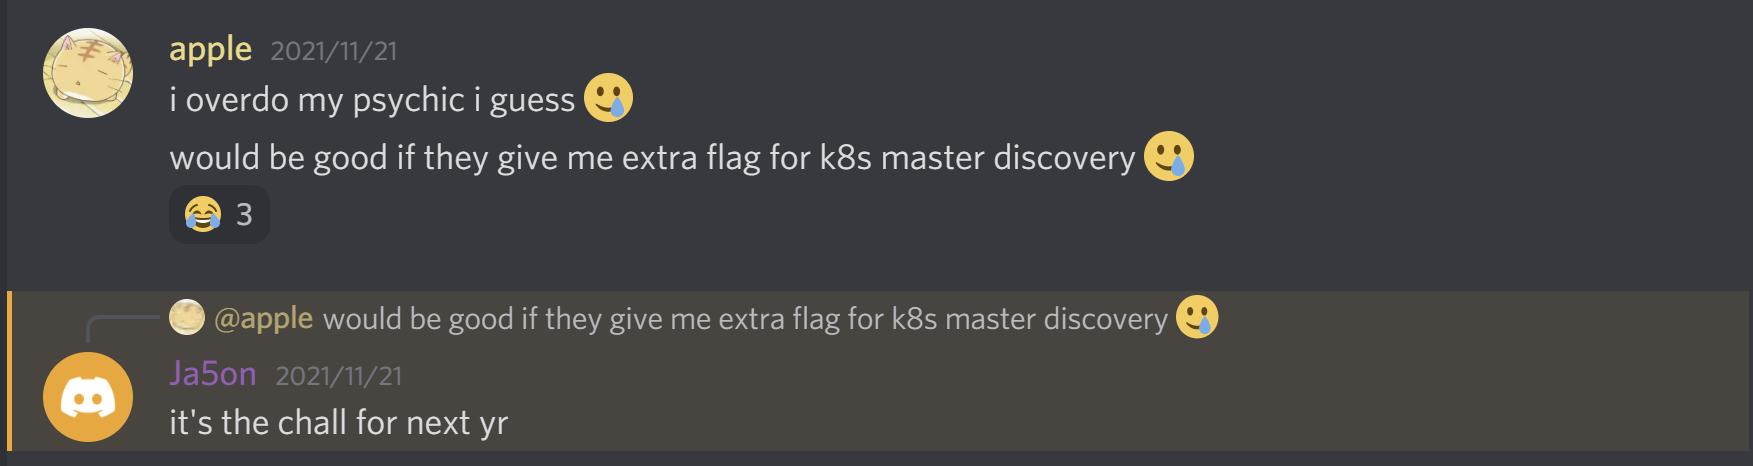 apple 2021/11/21
i overdo my psychic i guess 🥲
would be good if they give me extra flag for k8s master discovery 🥲
😂 3
@apple would be good if they give me extra flag for k8s master discovery 🥲
Ja5on 2021/11/21
it's the chall for next yr